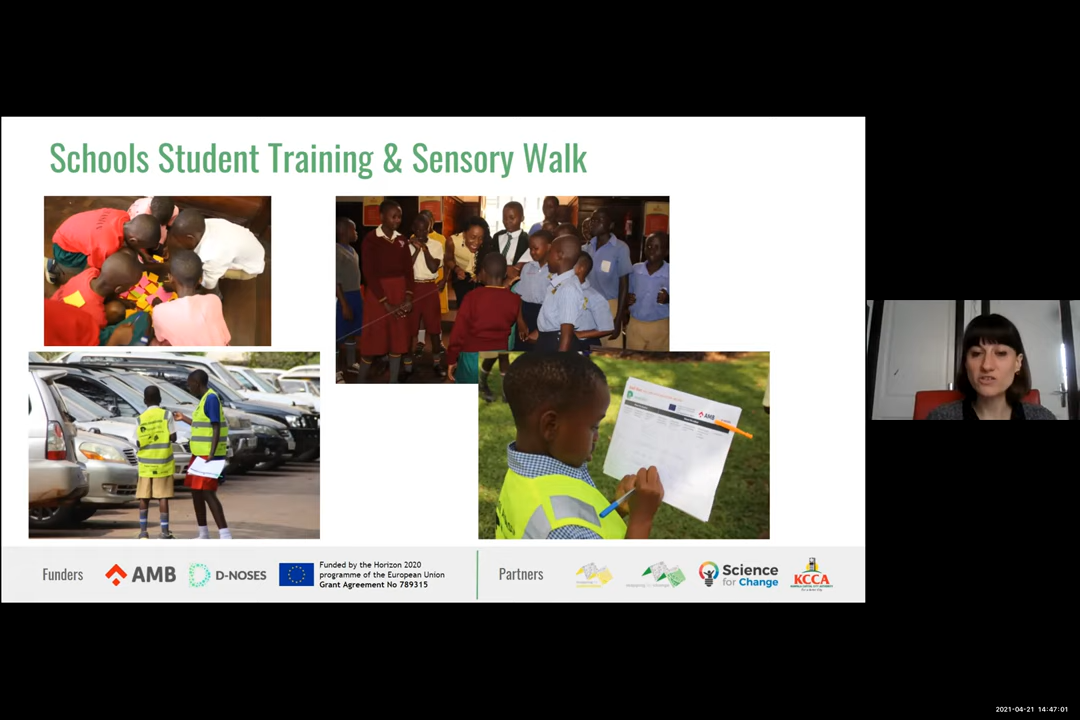 Schools Student Training & Sensory Walk
AMB
Funders
AMB
D-NOSES
Funded by the Horizon 2020
programme of the European Union
Grant Agreement No 789315
Partners
Science
for Change
KCCA
2021-04-21 14:47:01